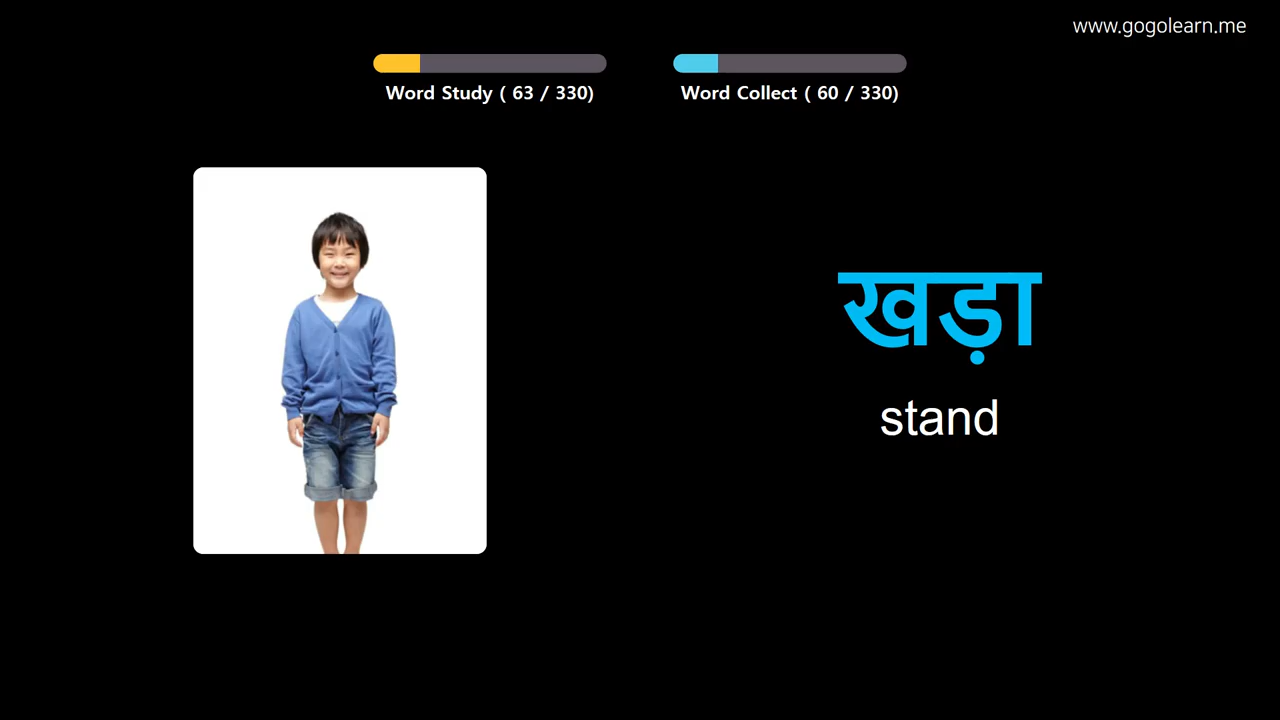 www.gogolearn.me
Word Study ( 63 / 330)
Word Collect ( 60 / 330)
खड़ा
stand